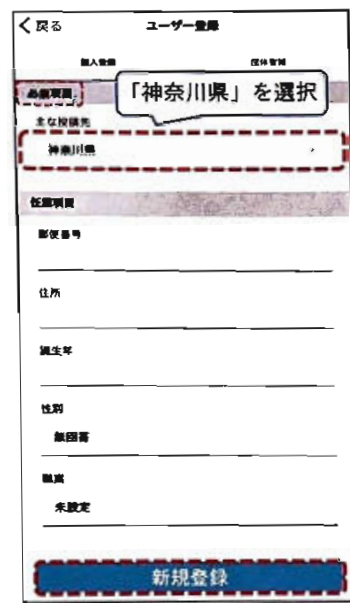 く戻る
ユーザー登録
個人登録
団体登録
必須項目
「神奈川県」を選択
主な投稿先
神奈川県
任意項目
郵便番号
住所
誕生年
性別
無回答
職業
未設定
新規登録